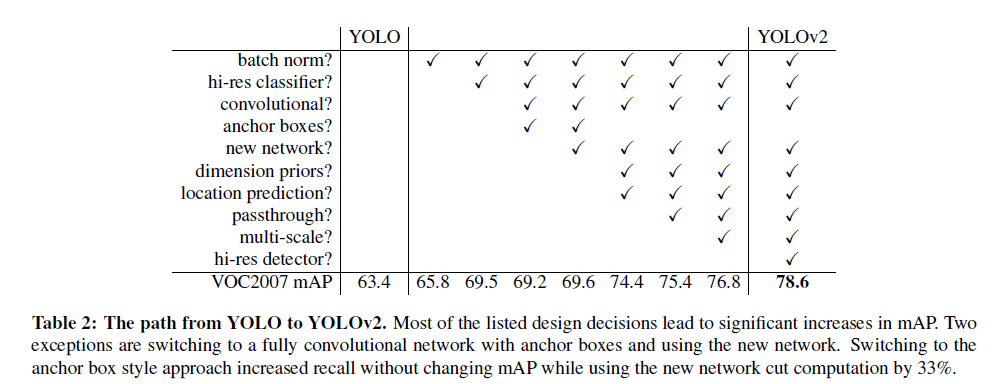 YOLO YOLOv2
batch norm? ✓ ✓ ✓ ✓ ✓ ✓ ✓ ✓
hi-res classifier? ✓ ✓ ✓ ✓ ✓ ✓ ✓
convolutional? ✓ ✓ ✓ ✓ ✓ ✓
anchor boxes? ✓ ✓
new network? ✓ ✓ ✓ ✓ ✓
dimension priors? ✓ ✓ ✓ ✓
location prediction? ✓ ✓ ✓ ✓
passthrough? ✓ ✓ ✓
multi-scale? ✓ ✓
hi-res detector? ✓
VOC2007 mAP 63.4 65.8 69.5 69.2 69.6 74.4 75.4 76.8 78.6
Table 2: The path from YOLO to YOLOv2. Most of the listed design decisions lead to significant increases in mAP. Two
exceptions are switching to a fully convolutional network with anchor boxes and using the new network. Switching to the
anchor box style approach increased recall without changing mAP while using the new network cut computation by 33%.